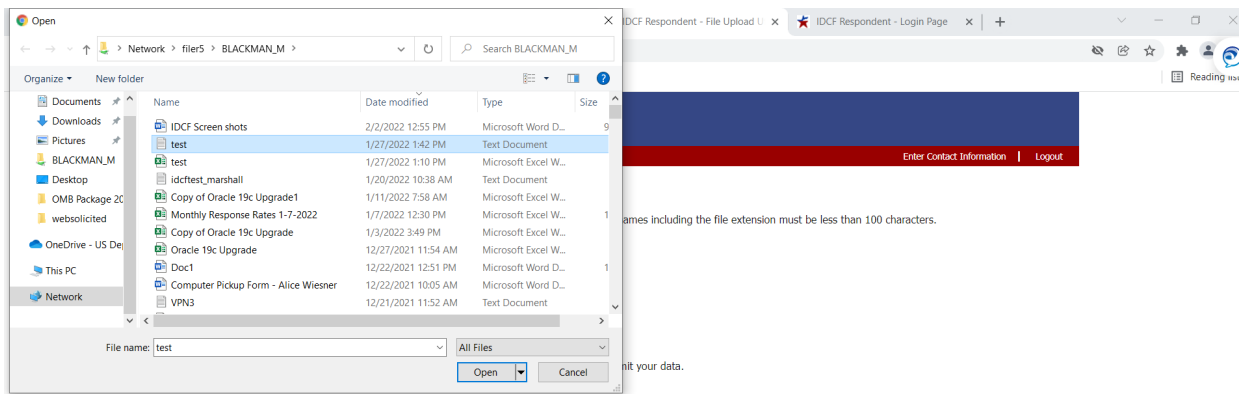 Open
IDCF Respondent - File Upload U
IDCF Respondent - Login Page
Network > filer5 > BLACKMAN_M >
Search BLACKMAN_M
Organize
New folder
Reading
Documents
Downloads
Pictures
BLACKMAN_M
Desktop
OMB Package 20
websolicited
OneDrive - US De
This PC
Network
Name Date modified Type Size
IDCF Screen shots 2/2/2022 12:55 PM Microsoft Word D... 9
test 1/27/2022 1:42 PM Text Document
test 1/27/2022 1:10 PM Microsoft Excel W...
idcftest_marshall 1/20/2022 10:38 AM Text Document
Copy of Oracle 19c Upgrade1 1/11/2022 7:58 AM Microsoft Excel W...
Monthly Response Rates 1-7-2022 1/7/2022 12:30 PM Microsoft Excel W... 1
Copy of Oracle 19c Upgrade 1/3/2022 3:49 PM Microsoft Excel W...
Oracle 19c Upgrade 12/27/2021 11:54 AM Microsoft Excel W...
Doc1 12/22/2021 12:51 PM Microsoft Word D... 1
Computer Pickup Form - Alice Wiesner 12/22/2021 10:05 AM Microsoft Word D...
VPN3 12/21/2021 11:52 AM Text Document
File name: test
All Files
Open
Cancel
Enter Contact Information | Logout
ames including the file extension must be less than 100 characters.
mit your data.